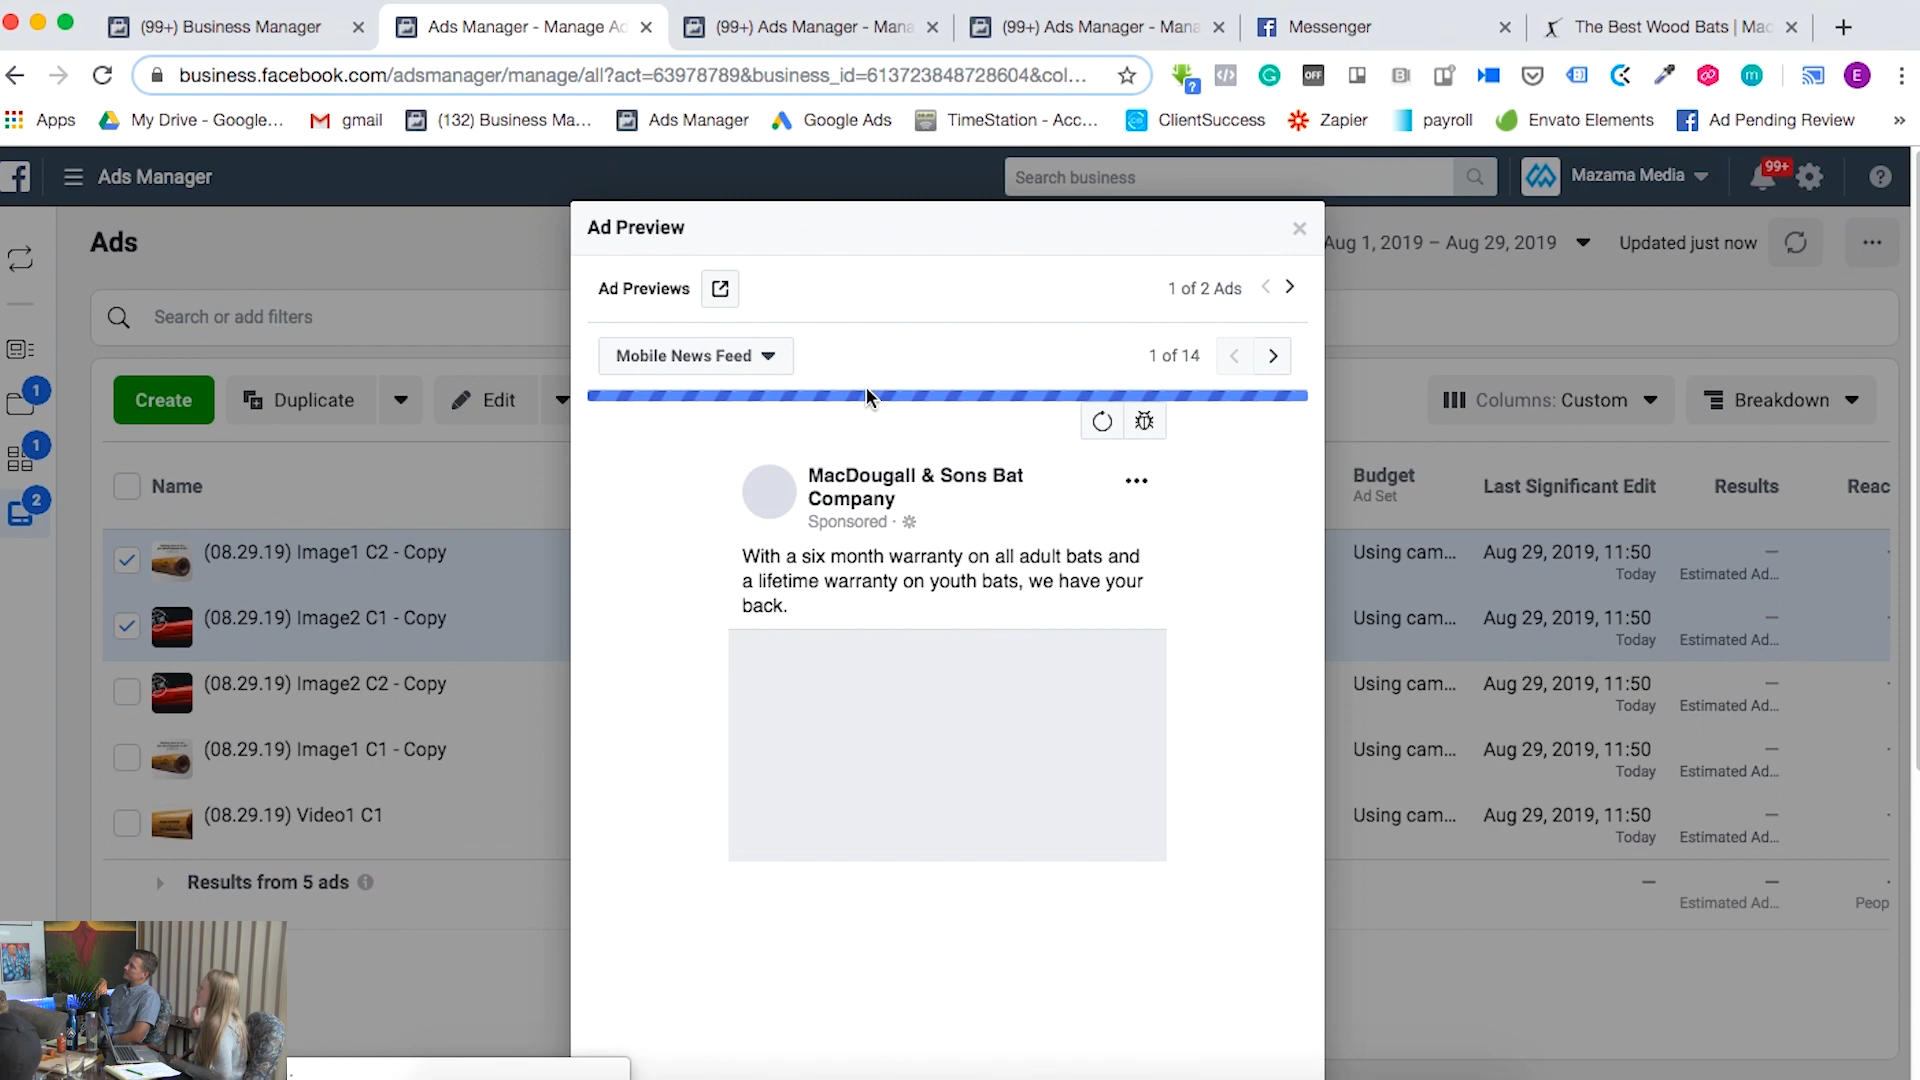 (99+) Business Manager
Ads Manager - Manage Ad
(99+) Ads Manager - Mana
(99+) Ads Manager - Mana
Messenger
The Best Wood Bats | Mac
business.facebook.com/adsmanager/manage/all?act=63978789&business_id=613723848728604&col...
OFF
?
m
E
Apps
My Drive - Google...
gmail
(132) Business Ma...
Ads Manager
Google Ads
TimeStation - Acc...
ClientSuccess
Zapier
payroll
Envato Elements
Ad Pending Review
»
Ads Manager
Search business
Mazama Media
99+
Ads
Ad Preview
Aug 1, 2019 – Aug 29, 2019
Updated just now
Ad Previews
1 of 2 Ads
Search or add filters
Mobile News Feed
1 of 14
Create
Duplicate
Edit
Columns: Custom
Breakdown
1
1
2
Name
Budget
Ad Set
Last Significant Edit
Results
Reac
MacDougall & Sons Bat
Company
Sponsored ·
With a six month warranty on all adult bats and
a lifetime warranty on youth bats, we have your
back.
(08.29.19) Image1 C2 - Copy
Using cam...
Aug 29, 2019, 11:50
Today
—
Estimated Ad...
(08.29.19) Image2 C1 - Copy
Using cam...
Aug 29, 2019, 11:50
Today
—
Estimated Ad...
(08.29.19) Image2 C2 - Copy
Using cam...
Aug 29, 2019, 11:50
Today
—
Estimated Ad...
(08.29.19) Image1 C1 - Copy
Using cam...
Aug 29, 2019, 11:50
Today
—
Estimated Ad...
(08.29.19) Video1 C1
Using cam...
Aug 29, 2019, 11:50
Today
—
Estimated Ad...
Results from 5 ads
—
—
Estimated Ad...
Peop